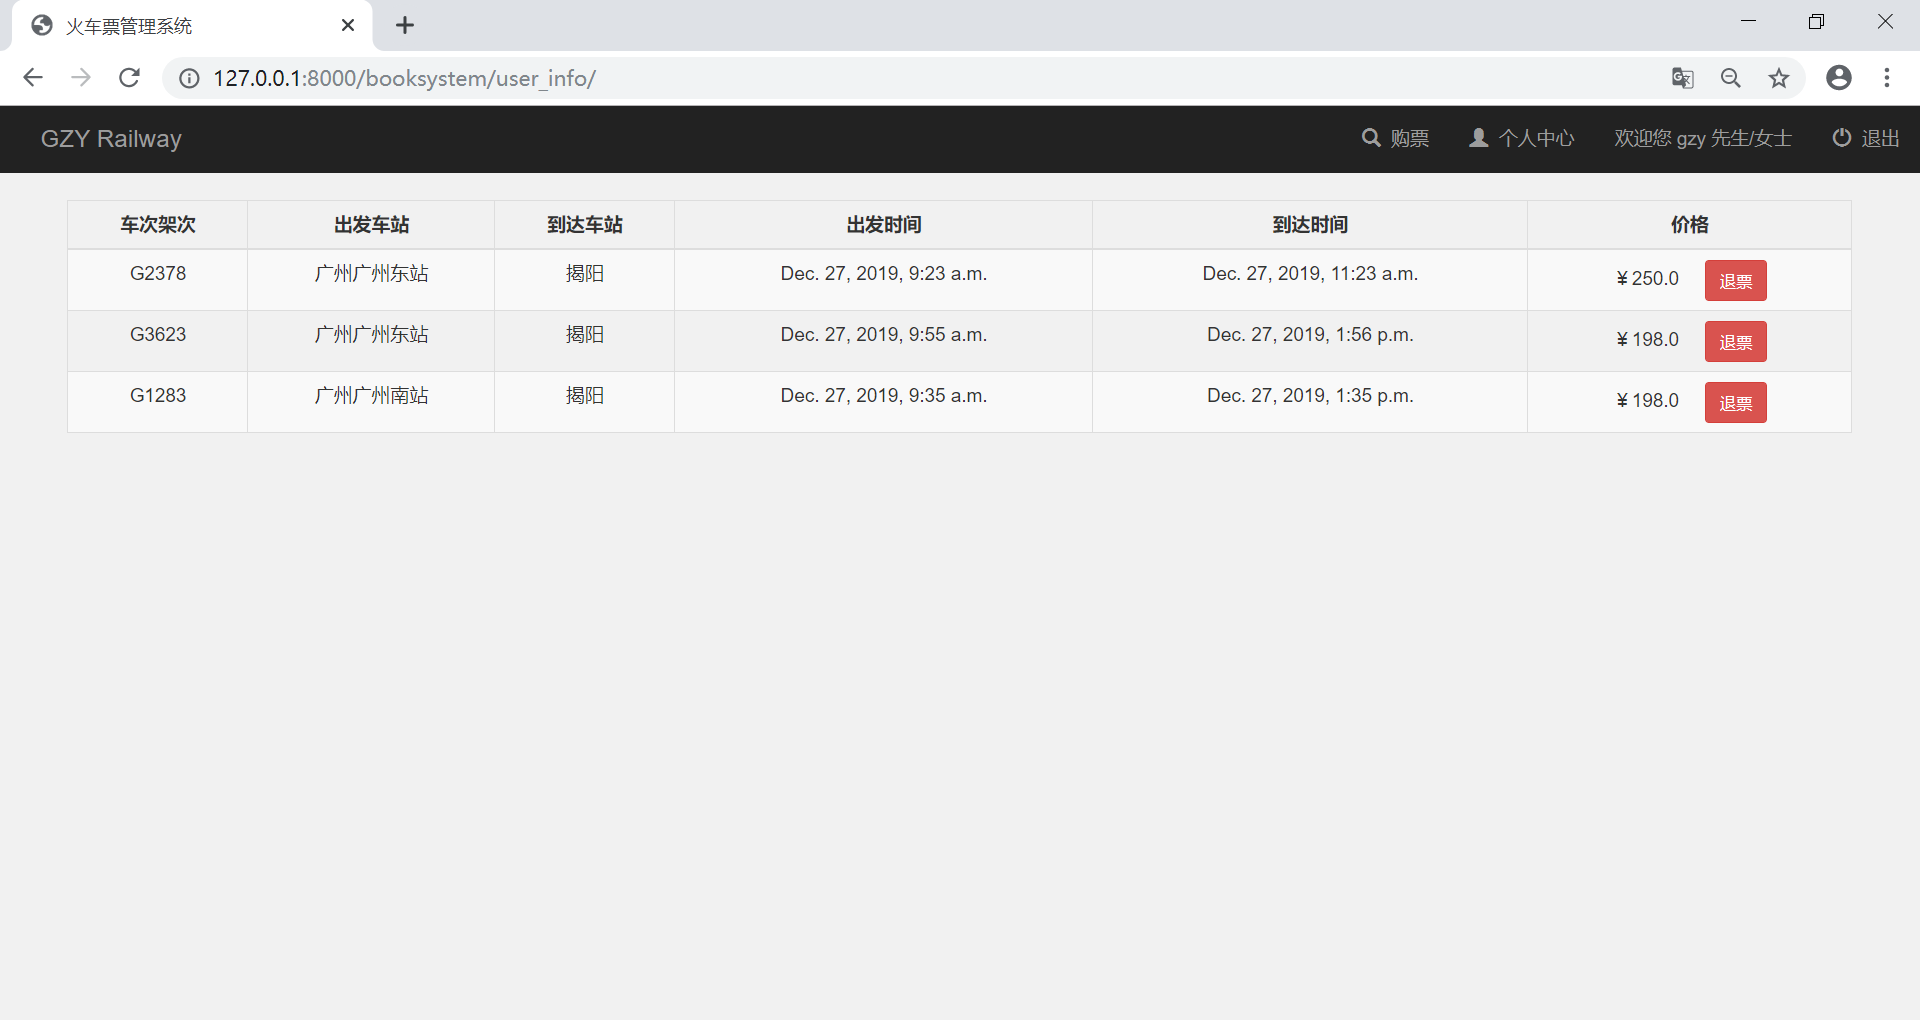 火车票管理系统
127.0.0.1:8000/booksystem/user_info/
GZY Railway 购票 个人中心 欢迎您 gzy 先生/女士 退出
车次架次 出发车站 到达车站 出发时间 到达时间 价格
G2378 广州广州东站 揭阳 Dec. 27, 2019, 9:23 a.m. Dec. 27, 2019, 11:23 a.m. ¥ 250.0 退票
G3623 广州广州东站 揭阳 Dec. 27, 2019, 9:55 a.m. Dec. 27, 2019, 1:56 p.m. ¥ 198.0 退票
G1283 广州广州南站 揭阳 Dec. 27, 2019, 9:35 a.m. Dec. 27, 2019, 1:35 p.m. ¥ 198.0 退票